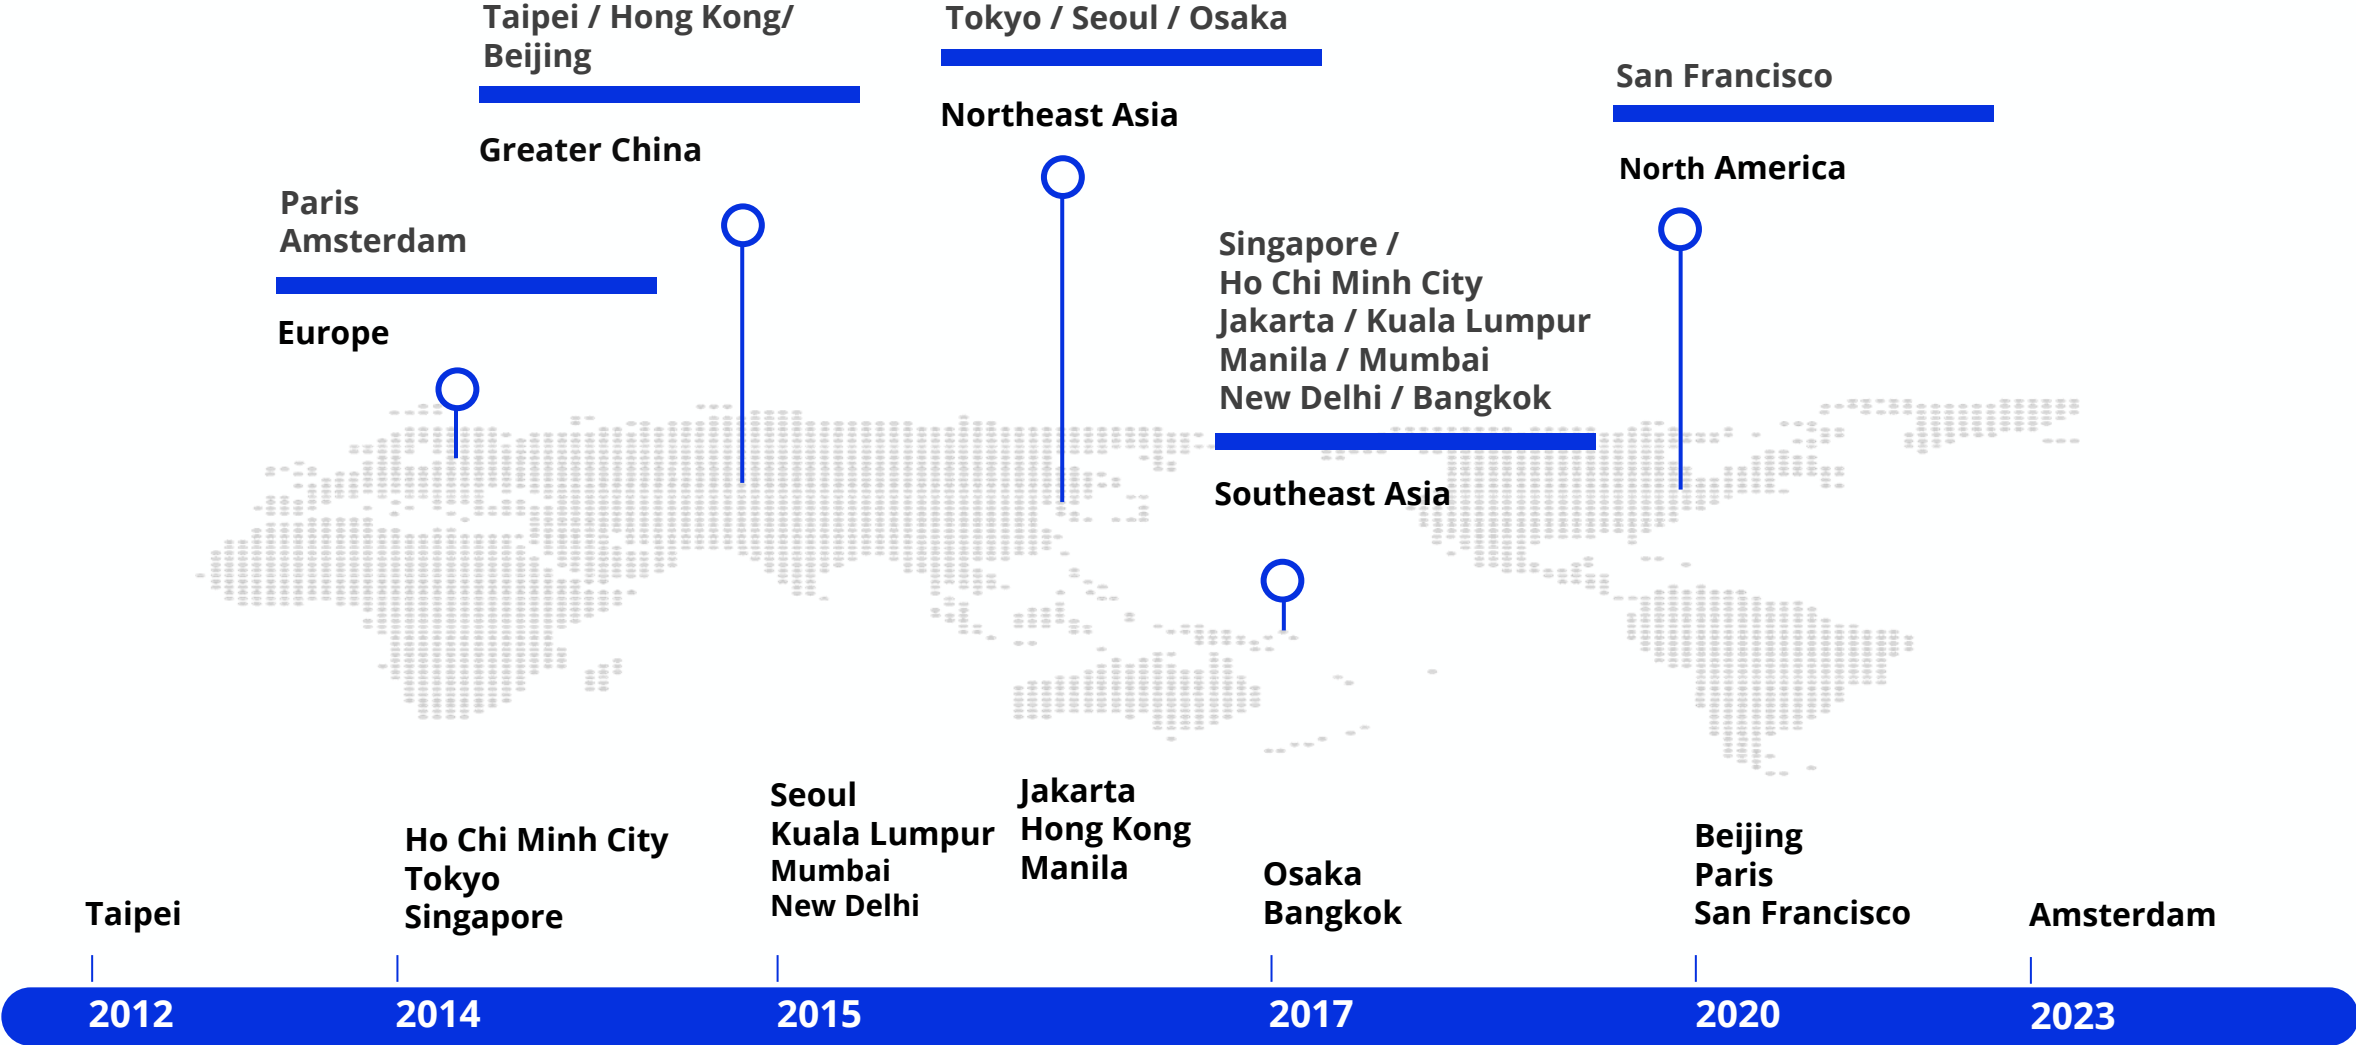 Taipei / Hong Kong/
Beijing
Greater China
Tokyo / Seoul / Osaka
Northeast Asia
San Francisco
North America
Paris
Amsterdam
Europe
Singapore /
Ho Chi Minh City
Jakarta / Kuala Lumpur
Manila / Mumbai
New Delhi / Bangkok
Southeast Asia
Taipei
Ho Chi Minh City
Tokyo
Singapore
Seoul
Kuala Lumpur
Mumbai
New Delhi
Jakarta
Hong Kong
Manila
Osaka
Bangkok
Beijing
Paris
San Francisco
Amsterdam
2012
2014
2015
2017
2020
2023